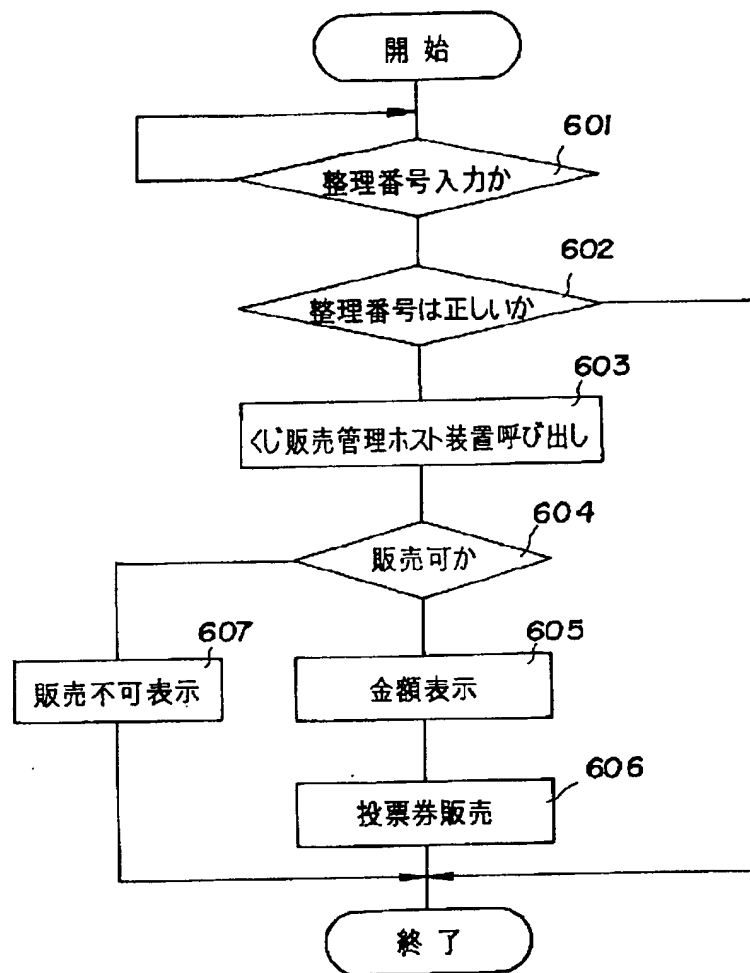 開始
601
整理番号入力か
602
整理番号は正しいか
603
くじ販売管理ホスト装置呼び出し
604
販売可か
607
販売不可表示
605
金額表示
606
投票券販売
終了